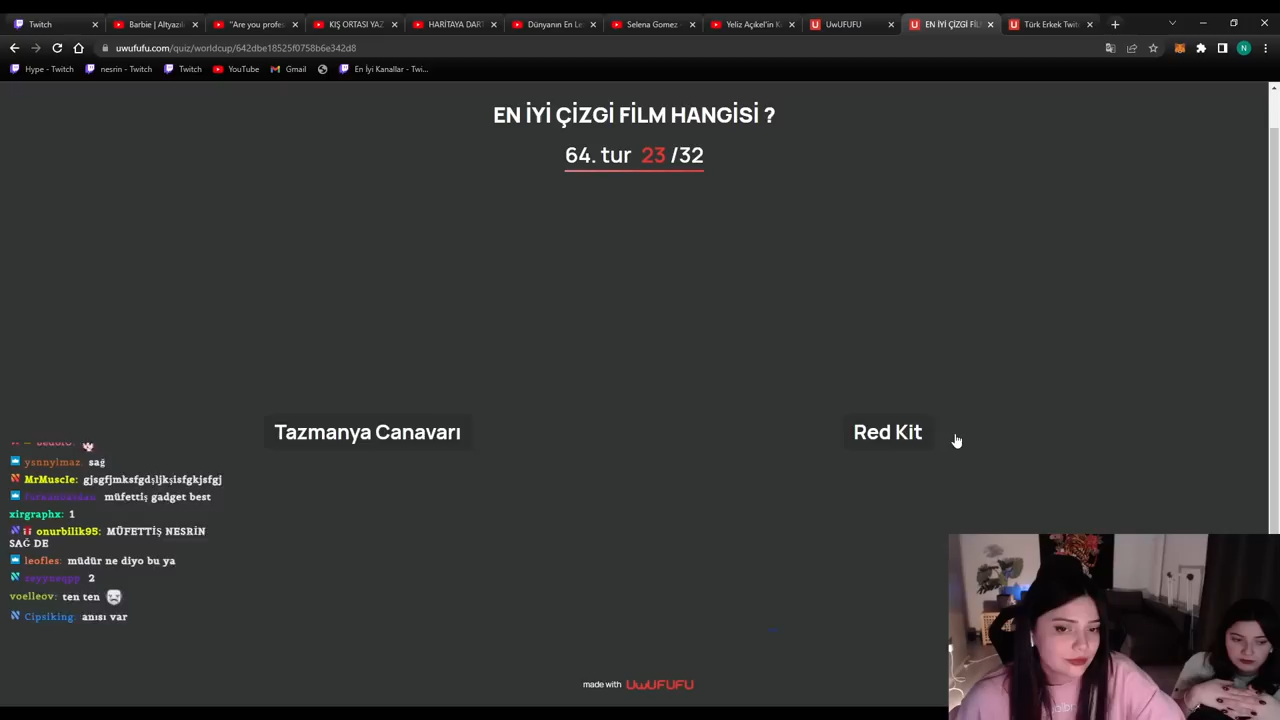 Twitch
Barbie | Altyazılı
"Are you profes
KIŞ ORTASI YAZ
HARİTAYA DART
Dünyanın En Le
Selena Gomez -
Yeliz Açıkel'in K
UwUFUFU
EN İYİ ÇİZGİ FİL
Türk Erkek Twit
uwufufu.com/quiz/worldcup/642dbe18525f0758b6e342d8
N
Hype - Twitch
nesrin - Twitch
Twitch
YouTube
Gmail
En İyi Kanallar - Twi...
EN İYİ ÇİZGİ FİLM HANGİSİ ?
64. tur 23 /32
Tazmanya Canavarı
Red Kit
ysnnylmaz: sağ
MrMuscle: gjsgfjmksfgdşljkşisfgkjsfgj
müfettiş gadget best
xirgraphx: 1
onurbilik95: MÜFETTİŞ NESRİN
SAĞ DE
leofles: müdür ne diyo bu ya
2
voelleov: ten ten
Cipsiking: anısı var
made with UwUFUFU